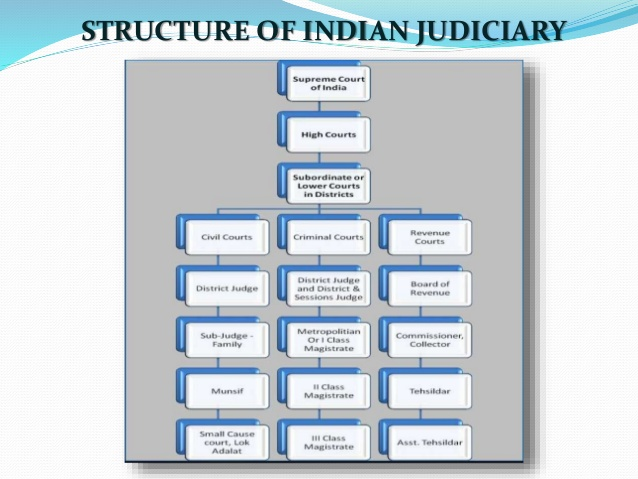 STRUCTURE OF INDIAN JUDICIARY
Supreme Court
of India
High Courts
Subordinate or
Lower Courts
in Districts
Civil Courts
Criminal Courts
Revenue
Courts
District Judge
District Judge
and District &
Sessions Judge
Board of
Revenue
Sub-Judge -
Family
Metropolitian
Or I Class
Magistrate
Commissioner,
Collector
Munsif
II Class
Magistrate
Tehsildar
Small Cause
court, Lok
Adalat
III Class
Magistrate
Asst. Tehsildar